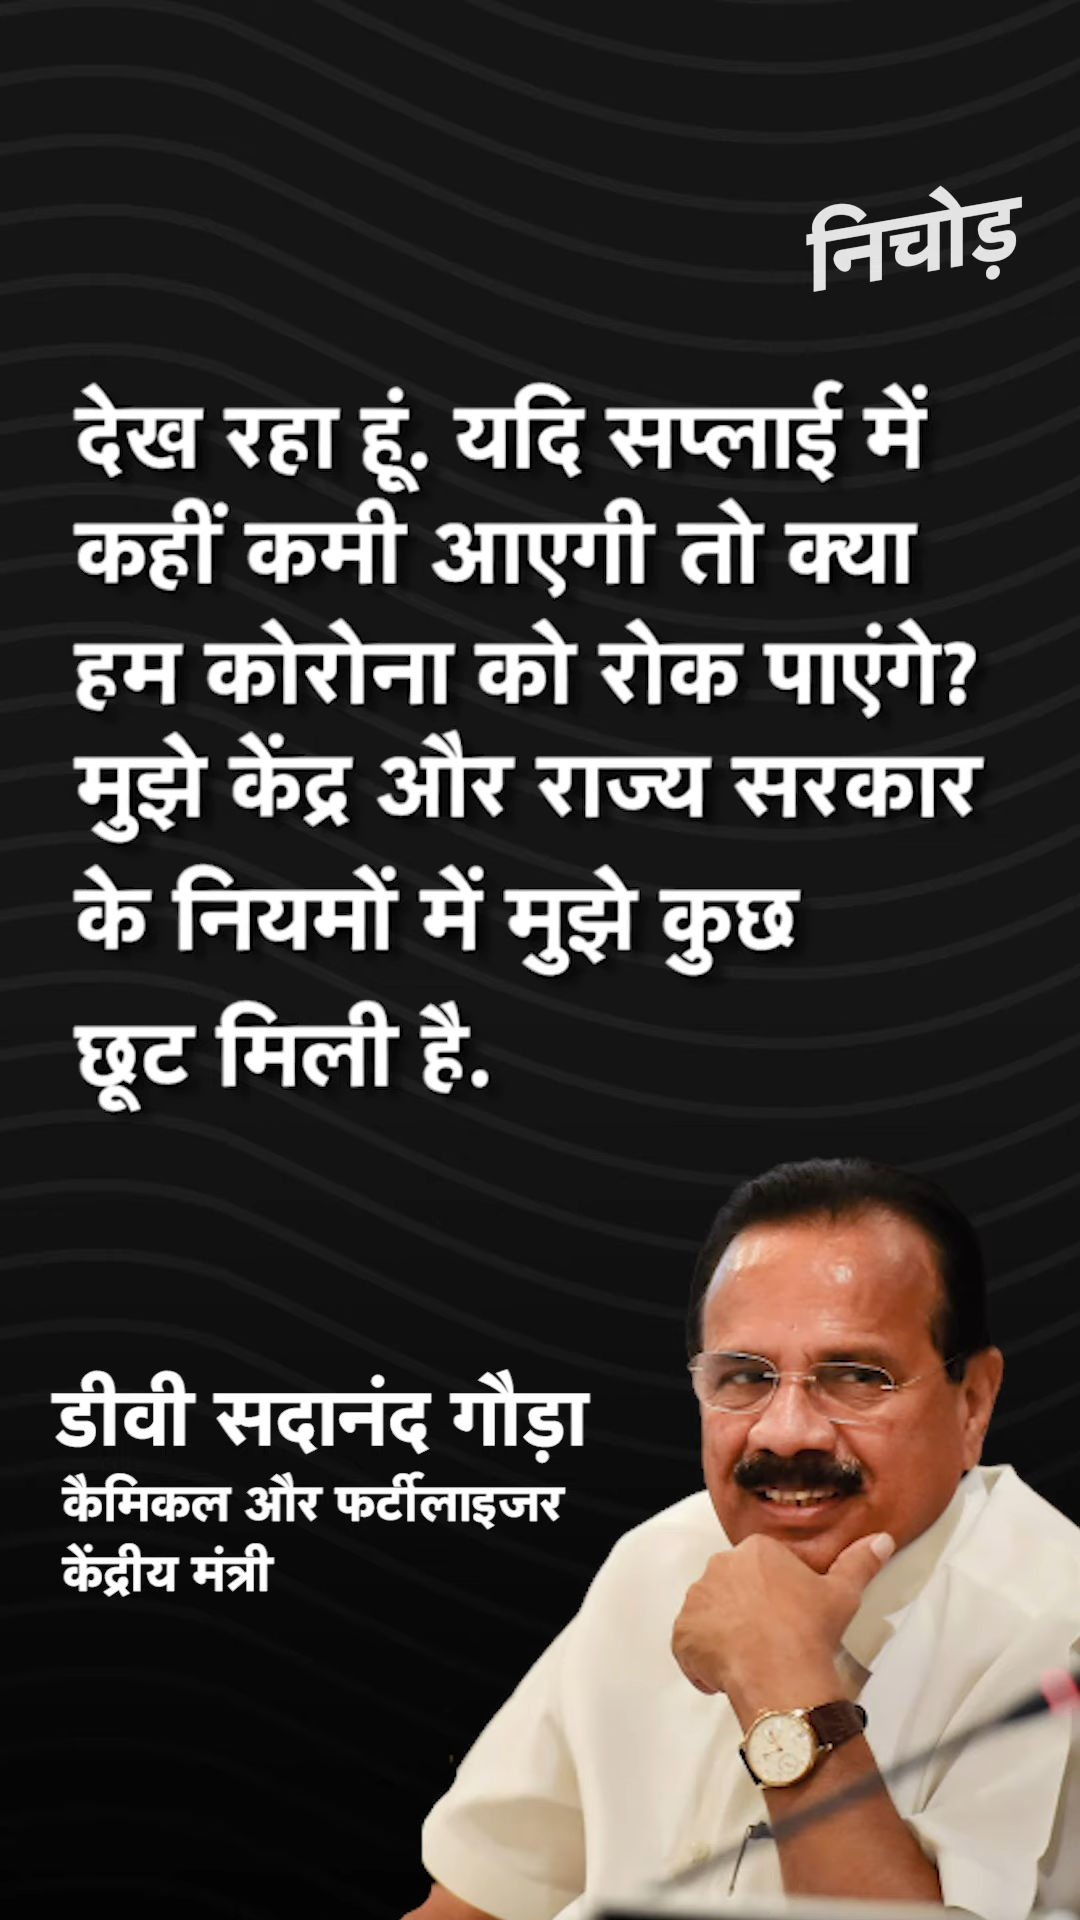 निचोड़
देख रहा हूं. यदि सप्लाई में
कहीं कमी आएगी तो क्या
हम कोरोना को रोक पाएंगे?
मुझे केंद्र और राज्य सरकार
के नियमों में मुझे कुछ
छूट मिली है.
डीवी सदानंद गौड़ा
कैमिकल और फर्टीलाइजर
केंद्रीय मंत्री